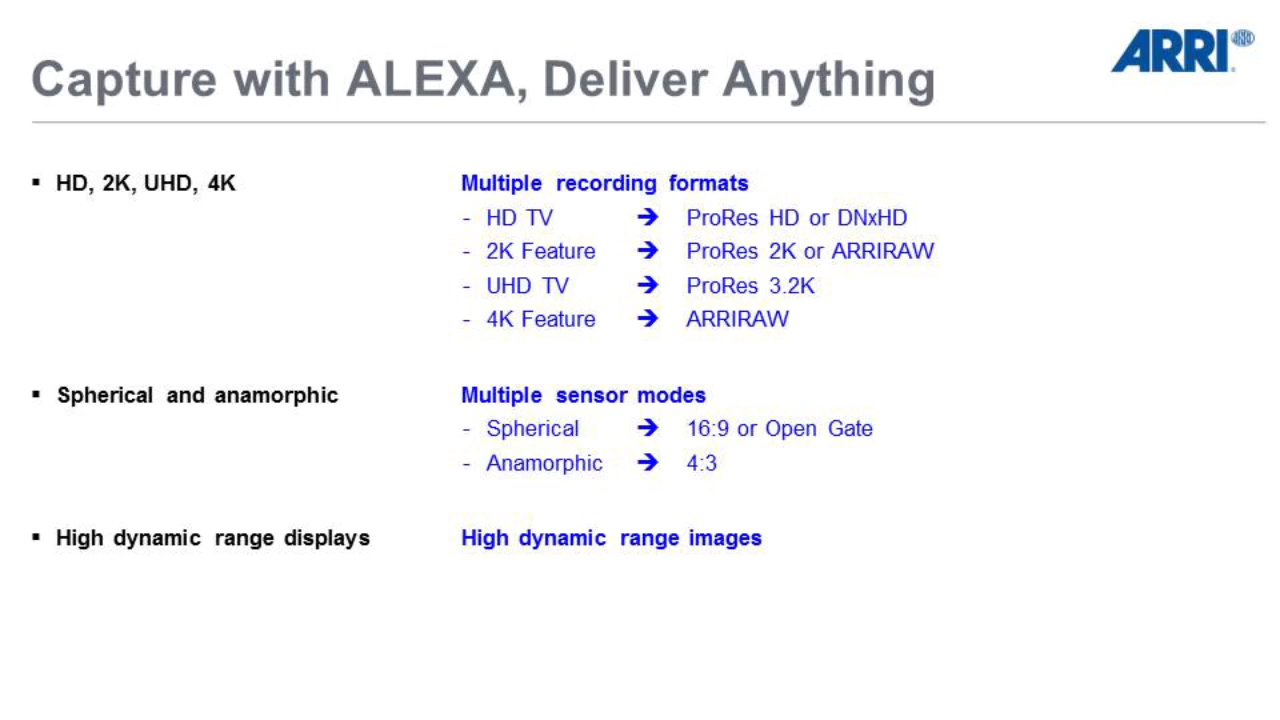 Capture with ALEXA, Deliver Anything
ARRI
▪ HD, 2K, UHD, 4K Multiple recording formats
- HD TV ➔ ProRes HD or DNxHD
- 2K Feature ➔ ProRes 2K or ARRIRAW
- UHD TV ➔ ProRes 3.2K
- 4K Feature ➔ ARRIRAW
▪ Spherical and anamorphic Multiple sensor modes
- Spherical ➔ 16:9 or Open Gate
- Anamorphic ➔ 4:3
▪ High dynamic range displays High dynamic range images